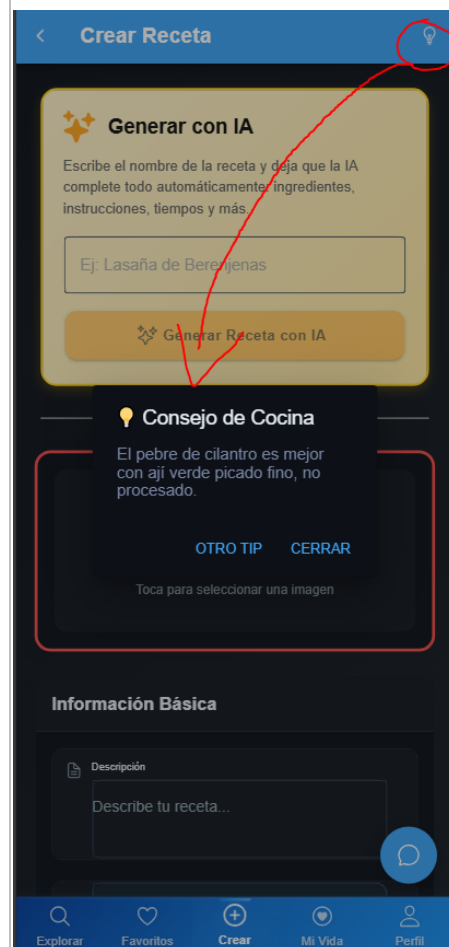 Crear Receta
Generar con IA
Escribe el nombre de la receta y deja que la IA
complete todo automáticamente: ingredientes,
instrucciones, tiempos y más.
Ej: Lasaña de Berenjenas
Generar Receta con IA
Consejo de Cocina
El pebre de cilantro es mejor
con ají verde picado fino, no
procesado.
OTRO TIP CERRAR
Toca para seleccionar una imagen
Información Básica
Descripción
Describe tu receta...
Explorar Favoritos Crear Mi Vida Perfil